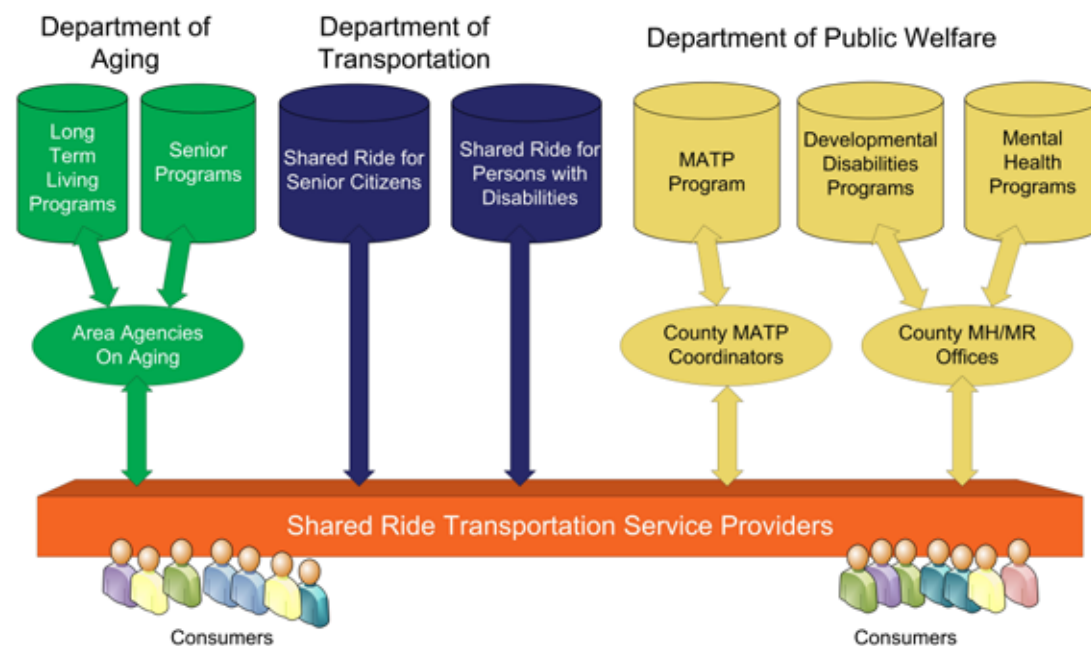 Department of
Aging
Department of
Transportation
Department of Public Welfare
Long
Term
Living
Programs
Senior
Programs
Shared Ride for
Senior Citizens
Shared Ride for
Persons with
Disabilities
MATP
Program
Developmental
Disabilities
Programs
Mental
Health
Programs
Area Agencies
On Aging
County MATP
Coordinators
County MH/MR
Offices
Shared Ride Transportation Service Providers
Consumers
Consumers